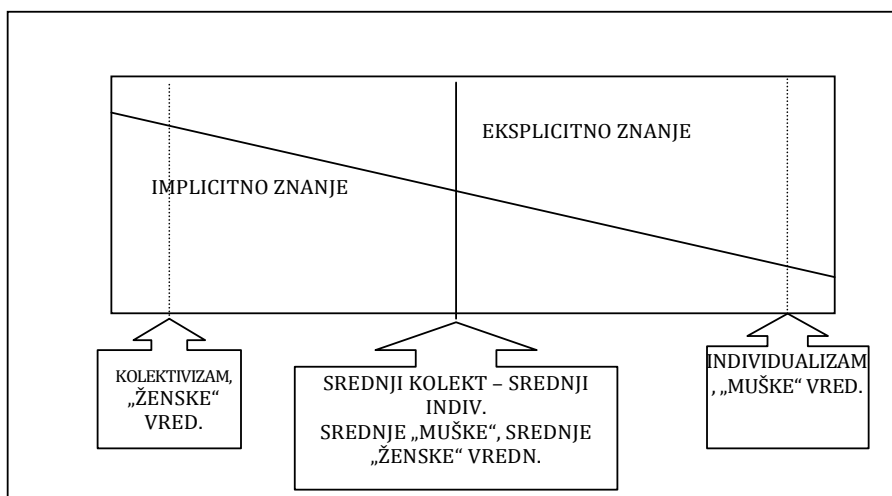 EKSPLICITNO ZNANJE
IMPLICITNO ZNANJE
KOLEKTIVIZAM,
„ŽENSKE“
VRED.
SREDNJI KOLEKT – SREDNJI
INDIV.
SREDNJE „MUŠKE“, SREDNJE
„ŽENSKE“ VREDN.
INDIVIDUALIZAM
, „MUŠKE“ VRED.